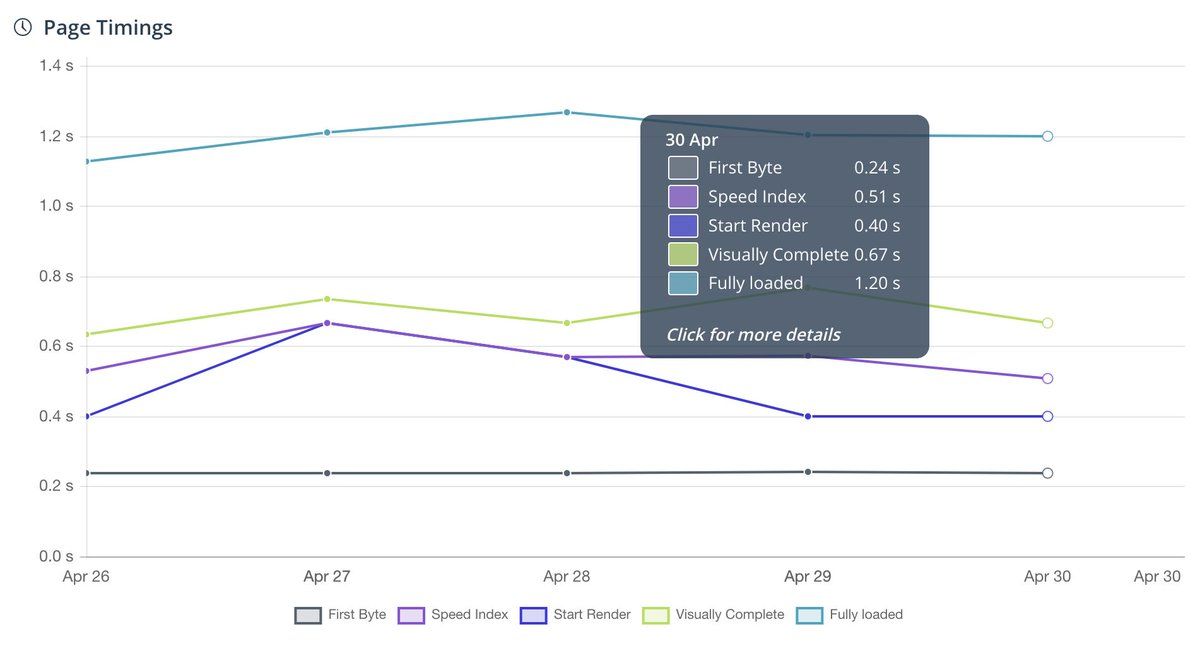 Page Timings
1.4 s
1.2 s
1.0 s
0.8 s
0.6 s
0.4 s
0.2 s
0.0 s
30 Apr
First Byte 0.24 s
Speed Index 0.51 s
Start Render 0.40 s
Visually Complete 0.67 s
Fully loaded 1.20 s
Click for more details
Apr 26 Apr 27 Apr 28 Apr 29 Apr 30 Apr 30
First Byte Speed Index Start Render Visually Complete Fully loaded